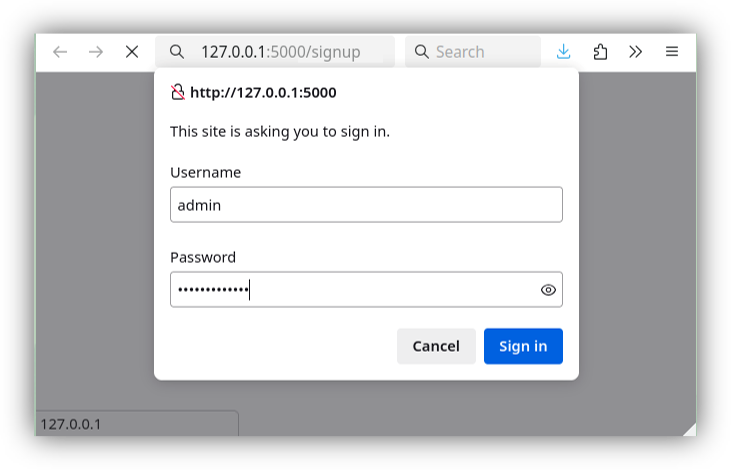 127.0.0.1:5000/signup
Search
http://127.0.0.1:5000
This site is asking you to sign in.
Username
admin
Password
•••••••••••••
Cancel
Sign in
127.0.0.1